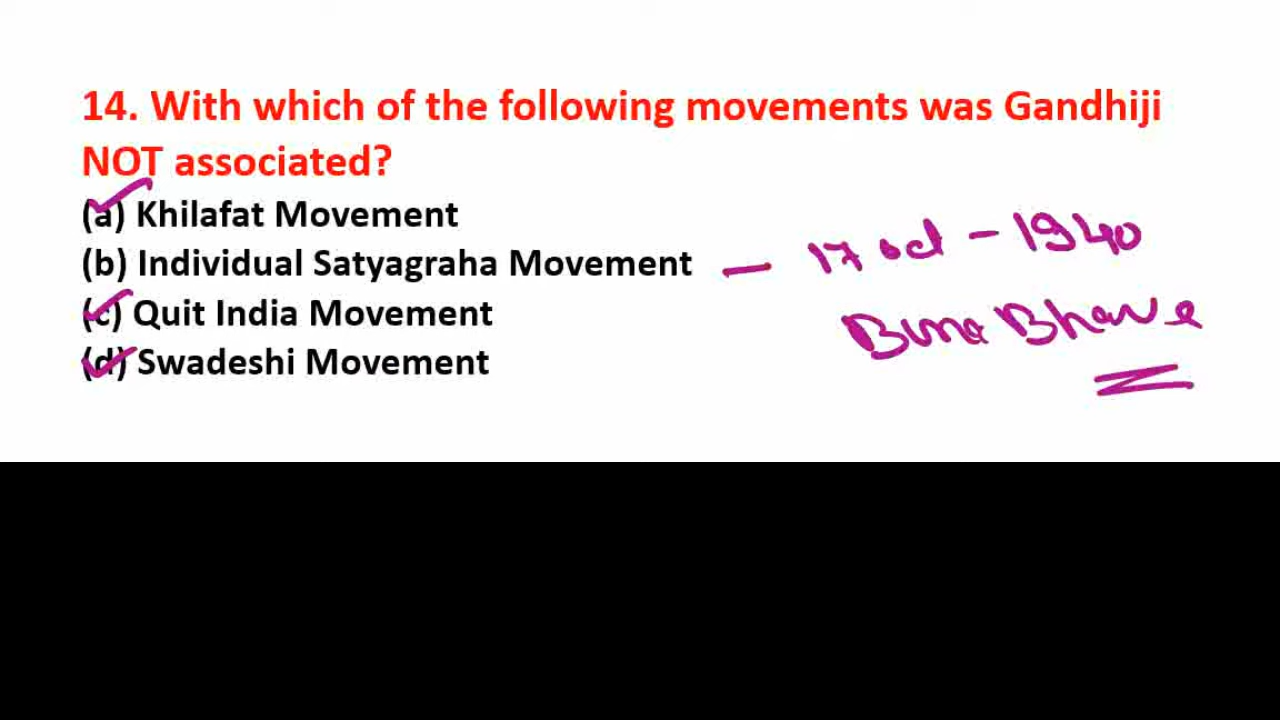 14. With which of the following movements was Gandhiji
NOT associated?
(a) Khilafat Movement
(b) Individual Satyagraha Movement
17 oct - 1940
(c) Quit India Movement
Bhave
(d) Swadeshi Movement